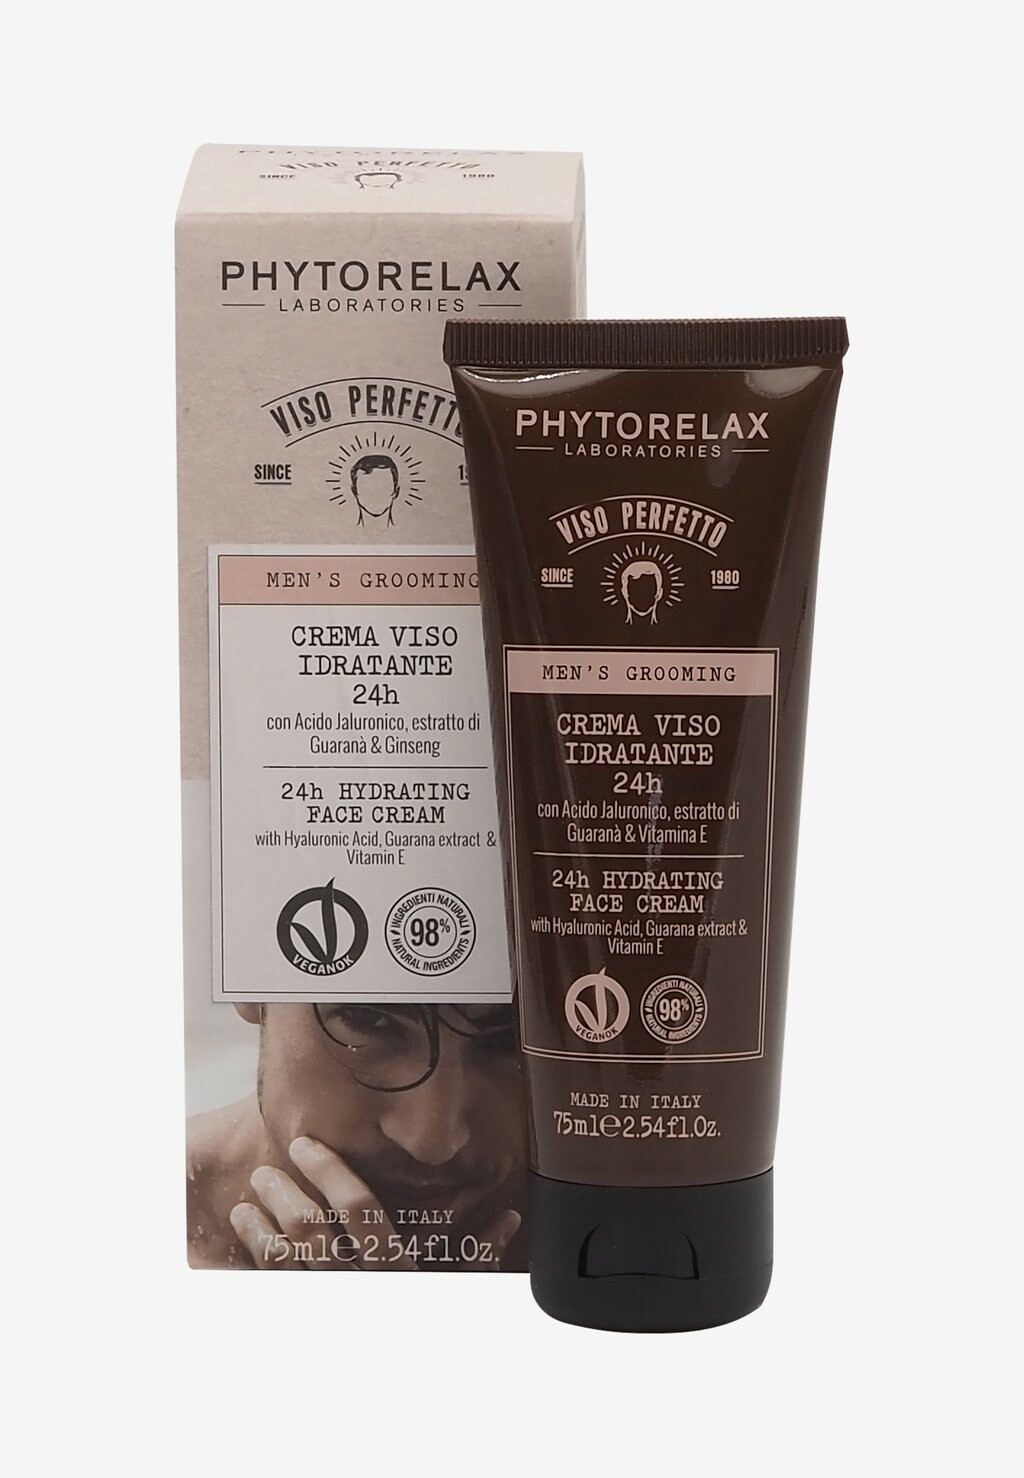 VISO PERFETTO
SINCE 1980
PHYTORELAX
LABORATORIES
VISO PERFETTO
SINCE
MEN'S GROOMING
CREMA VISO
IDRATANTE
24h
con Acido Jaluronico, estratto di
Guaranà & Ginseng
24h HYDRATING
FACE CREAM
with Hyaluronic Acid, Guarana extract &
Vitamin E
VEGANOK
INGREDIENTI NATURALI
98%
NATURAL INGREDIENTS
MADE IN ITALY
75ml℮2.54fl.Oz.
PHYTORELAX
LABORATORIES
VISO PERFETTO
SINCE 1980
MEN'S GROOMING
CREMA VISO
IDRATANTE
24h
con Acido Jaluronico, estratto di
Guaranà & Vitamina E
24h HYDRATING
FACE CREAM
with Hyaluronic Acid, Guarana extract &
Vitamin E
VEGANOK
INGREDIENTI NATURALI
98%
NATURAL INGREDIENTS
MADE IN ITALY
75ml℮2.54fl.Oz.